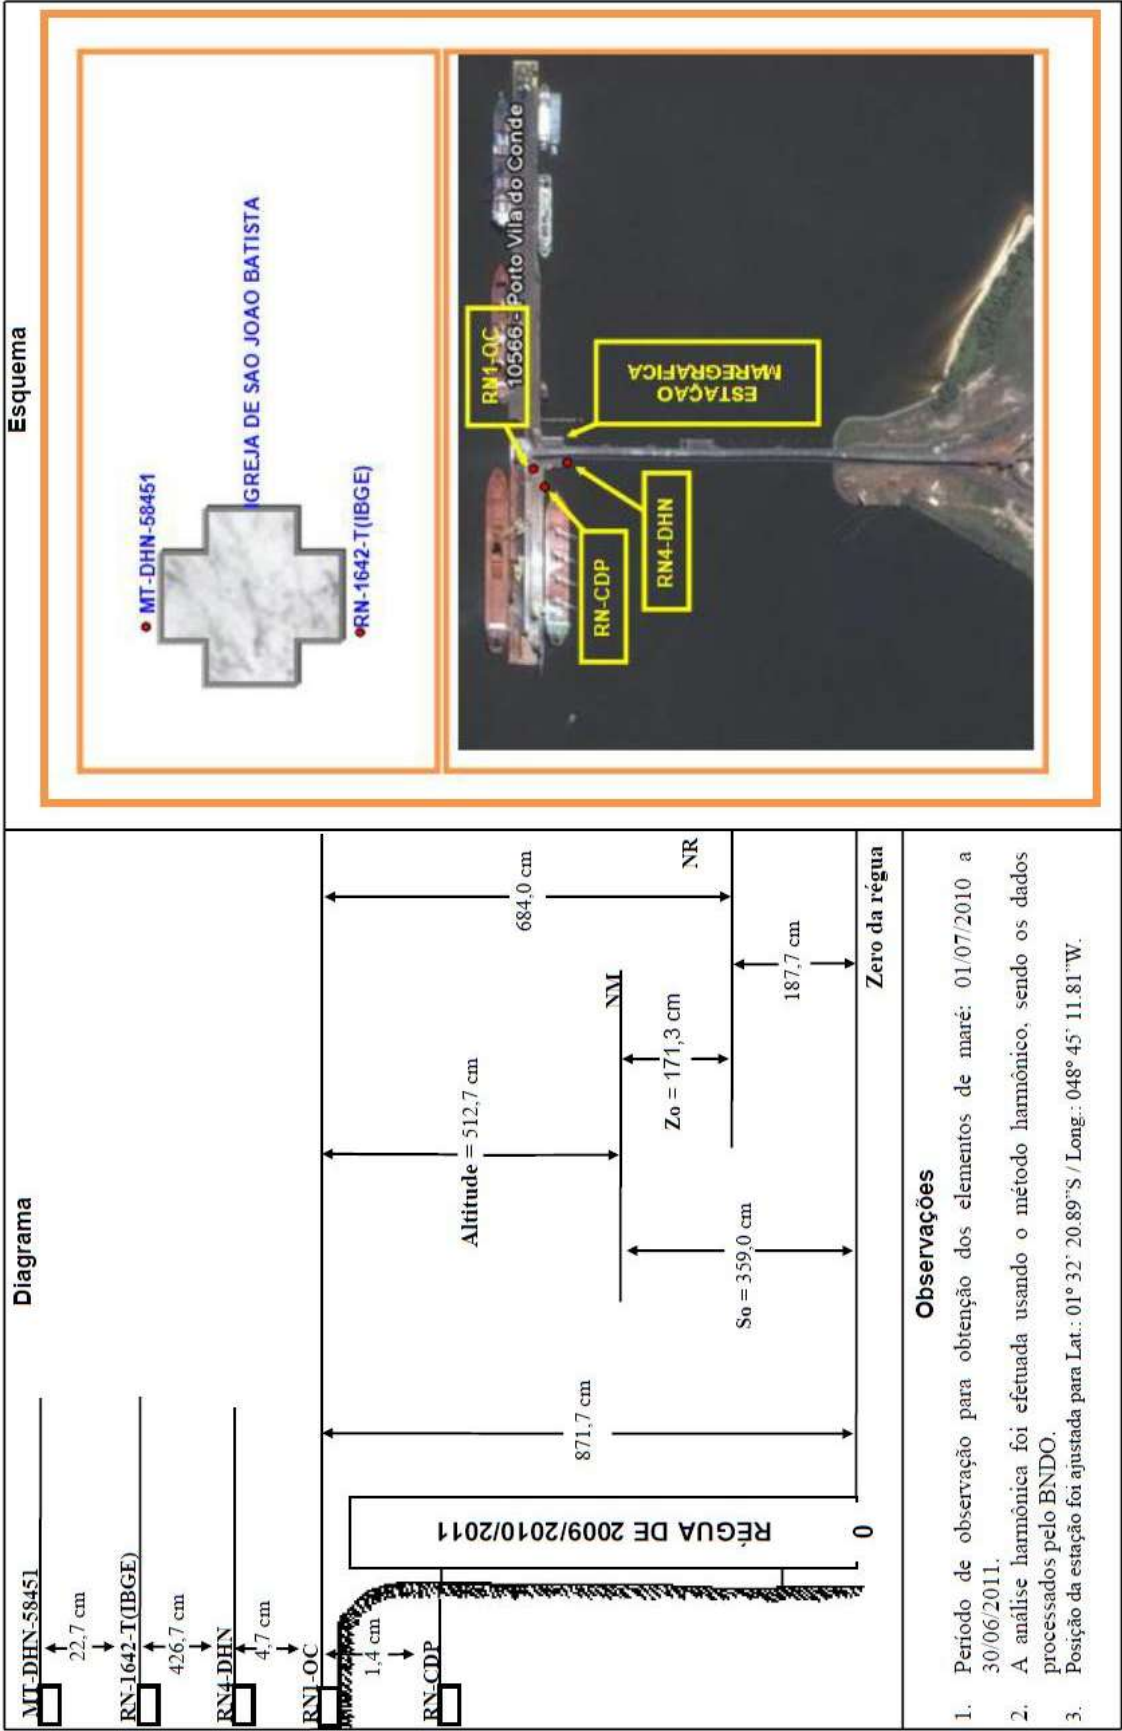 Diagrama
MT-DHN-58451
22,7 cm
RN-1642-T(IBGE)
426,7 cm
RN4-DHN
4,7 cm
RN1-OC
1,4 cm
RN-CDP
RÉGUA DE 2009/2010/2011
0
871,7 cm
Altitude = 512,7 cm
So = 359,0 cm
NM
Zo = 171,3 cm
684,0 cm
NR
187,7 cm
Zero da régua
Observações
1. Periodo de observação para obtenção dos elementos de maré: 01/07/2010 a
30/06/2011.
2. A análise harmônica foi efetuada usando o método harmônico, sendo os dados
processados pelo BNDO.
3. Posição da estação foi ajustada para Lat.: 01° 32' 20.89"S / Long.: 048° 45' 11.81"W.
Esquema
MT-DHN-58451
IGREJA DE SAO JOAO BATISTA
RN-1642-T(IBGE)
RN1-OC
10566 - Porto Vila do Conde
ESTAÇAO
MAREGRAFICA
RN-CDP
RN4-DHN